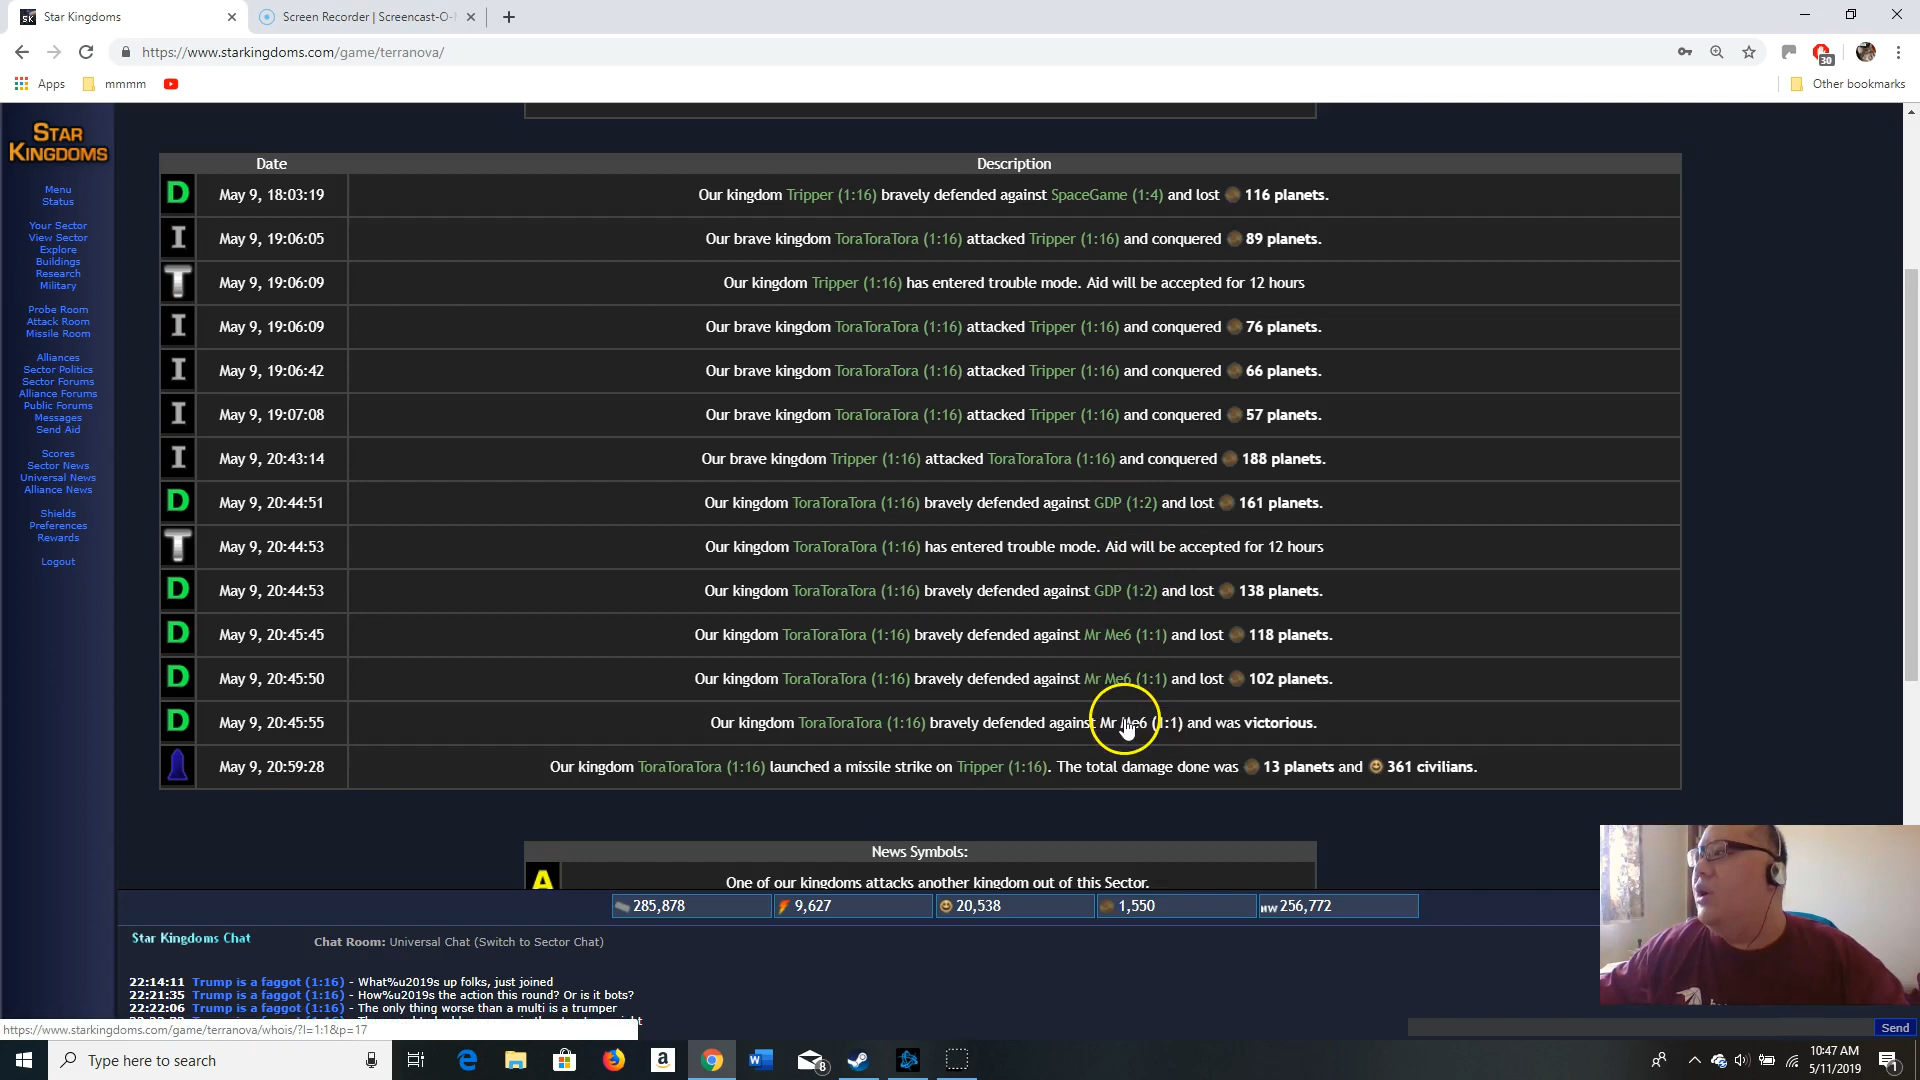 Star Kingdoms
Screen Recorder | Screencast-O-
https://www.starkingdoms.com/game/terranova/
30
Apps
mmmm
Other bookmarks
STAR
KINGDOMS
Menu
Status
Your Sector
View Sector
Explore
Buildings
Research
Military
Probe Room
Attack Room
Missile Room
Alliances
Sector Politics
Sector Forums
Alliance Forums
Public Forums
Messages
Send Aid
Scores
Sector News
Universal News
Alliance News
Shields
Preferences
Rewards
Logout
Date Description
D May 9, 18:03:19 Our kingdom Tripper (1:16) bravely defended against SpaceGame (1:4) and lost 116 planets.
I May 9, 19:06:05 Our brave kingdom ToraToraTora (1:16) attacked Tripper (1:16) and conquered 89 planets.
T May 9, 19:06:09 Our kingdom Tripper (1:16) has entered trouble mode. Aid will be accepted for 12 hours
I May 9, 19:06:09 Our brave kingdom ToraToraTora (1:16) attacked Tripper (1:16) and conquered 76 planets.
I May 9, 19:06:42 Our brave kingdom ToraToraTora (1:16) attacked Tripper (1:16) and conquered 66 planets.
I May 9, 19:07:08 Our brave kingdom ToraToraTora (1:16) attacked Tripper (1:16) and conquered 57 planets.
I May 9, 20:43:14 Our brave kingdom Tripper (1:16) attacked ToraToraTora (1:16) and conquered 188 planets.
D May 9, 20:44:51 Our kingdom ToraToraTora (1:16) bravely defended against GDP (1:2) and lost 161 planets.
T May 9, 20:44:53 Our kingdom ToraToraTora (1:16) has entered trouble mode. Aid will be accepted for 12 hours
D May 9, 20:44:53 Our kingdom ToraToraTora (1:16) bravely defended against GDP (1:2) and lost 138 planets.
D May 9, 20:45:45 Our kingdom ToraToraTora (1:16) bravely defended against Mr Me6 (1:1) and lost 118 planets.
D May 9, 20:45:50 Our kingdom ToraToraTora (1:16) bravely defended against Mr Me6 (1:1) and lost 102 planets.
D May 9, 20:45:55 Our kingdom ToraToraTora (1:16) bravely defended against Mr Me6 (1:1) and was victorious.
May 9, 20:59:28 Our kingdom ToraToraTora (1:16) launched a missile strike on Tripper (1:16). The total damage done was 13 planets and 361 civilians.
News Symbols:
A One of our kingdoms attacks another kingdom out of this Sector.
285,878 9,627 20,538 1,550 NW 256,772
Star Kingdoms Chat Chat Room: Universal Chat (Switch to Sector Chat)
22:14:11 Trump is a faggot (1:16) - What%u2019s up folks, just joined
22:21:35 Trump is a faggot (1:16) - How%u2019s the action this round? Or is it bots?
22:22:06 Trump is a faggot (1:16) - The only thing worse than a multi is a trumper
https://www.starkingdoms.com/game/terranova/whois/?l=1:1&p=17
Send
Type here to search
8
10:47 AM
5/11/2019
1